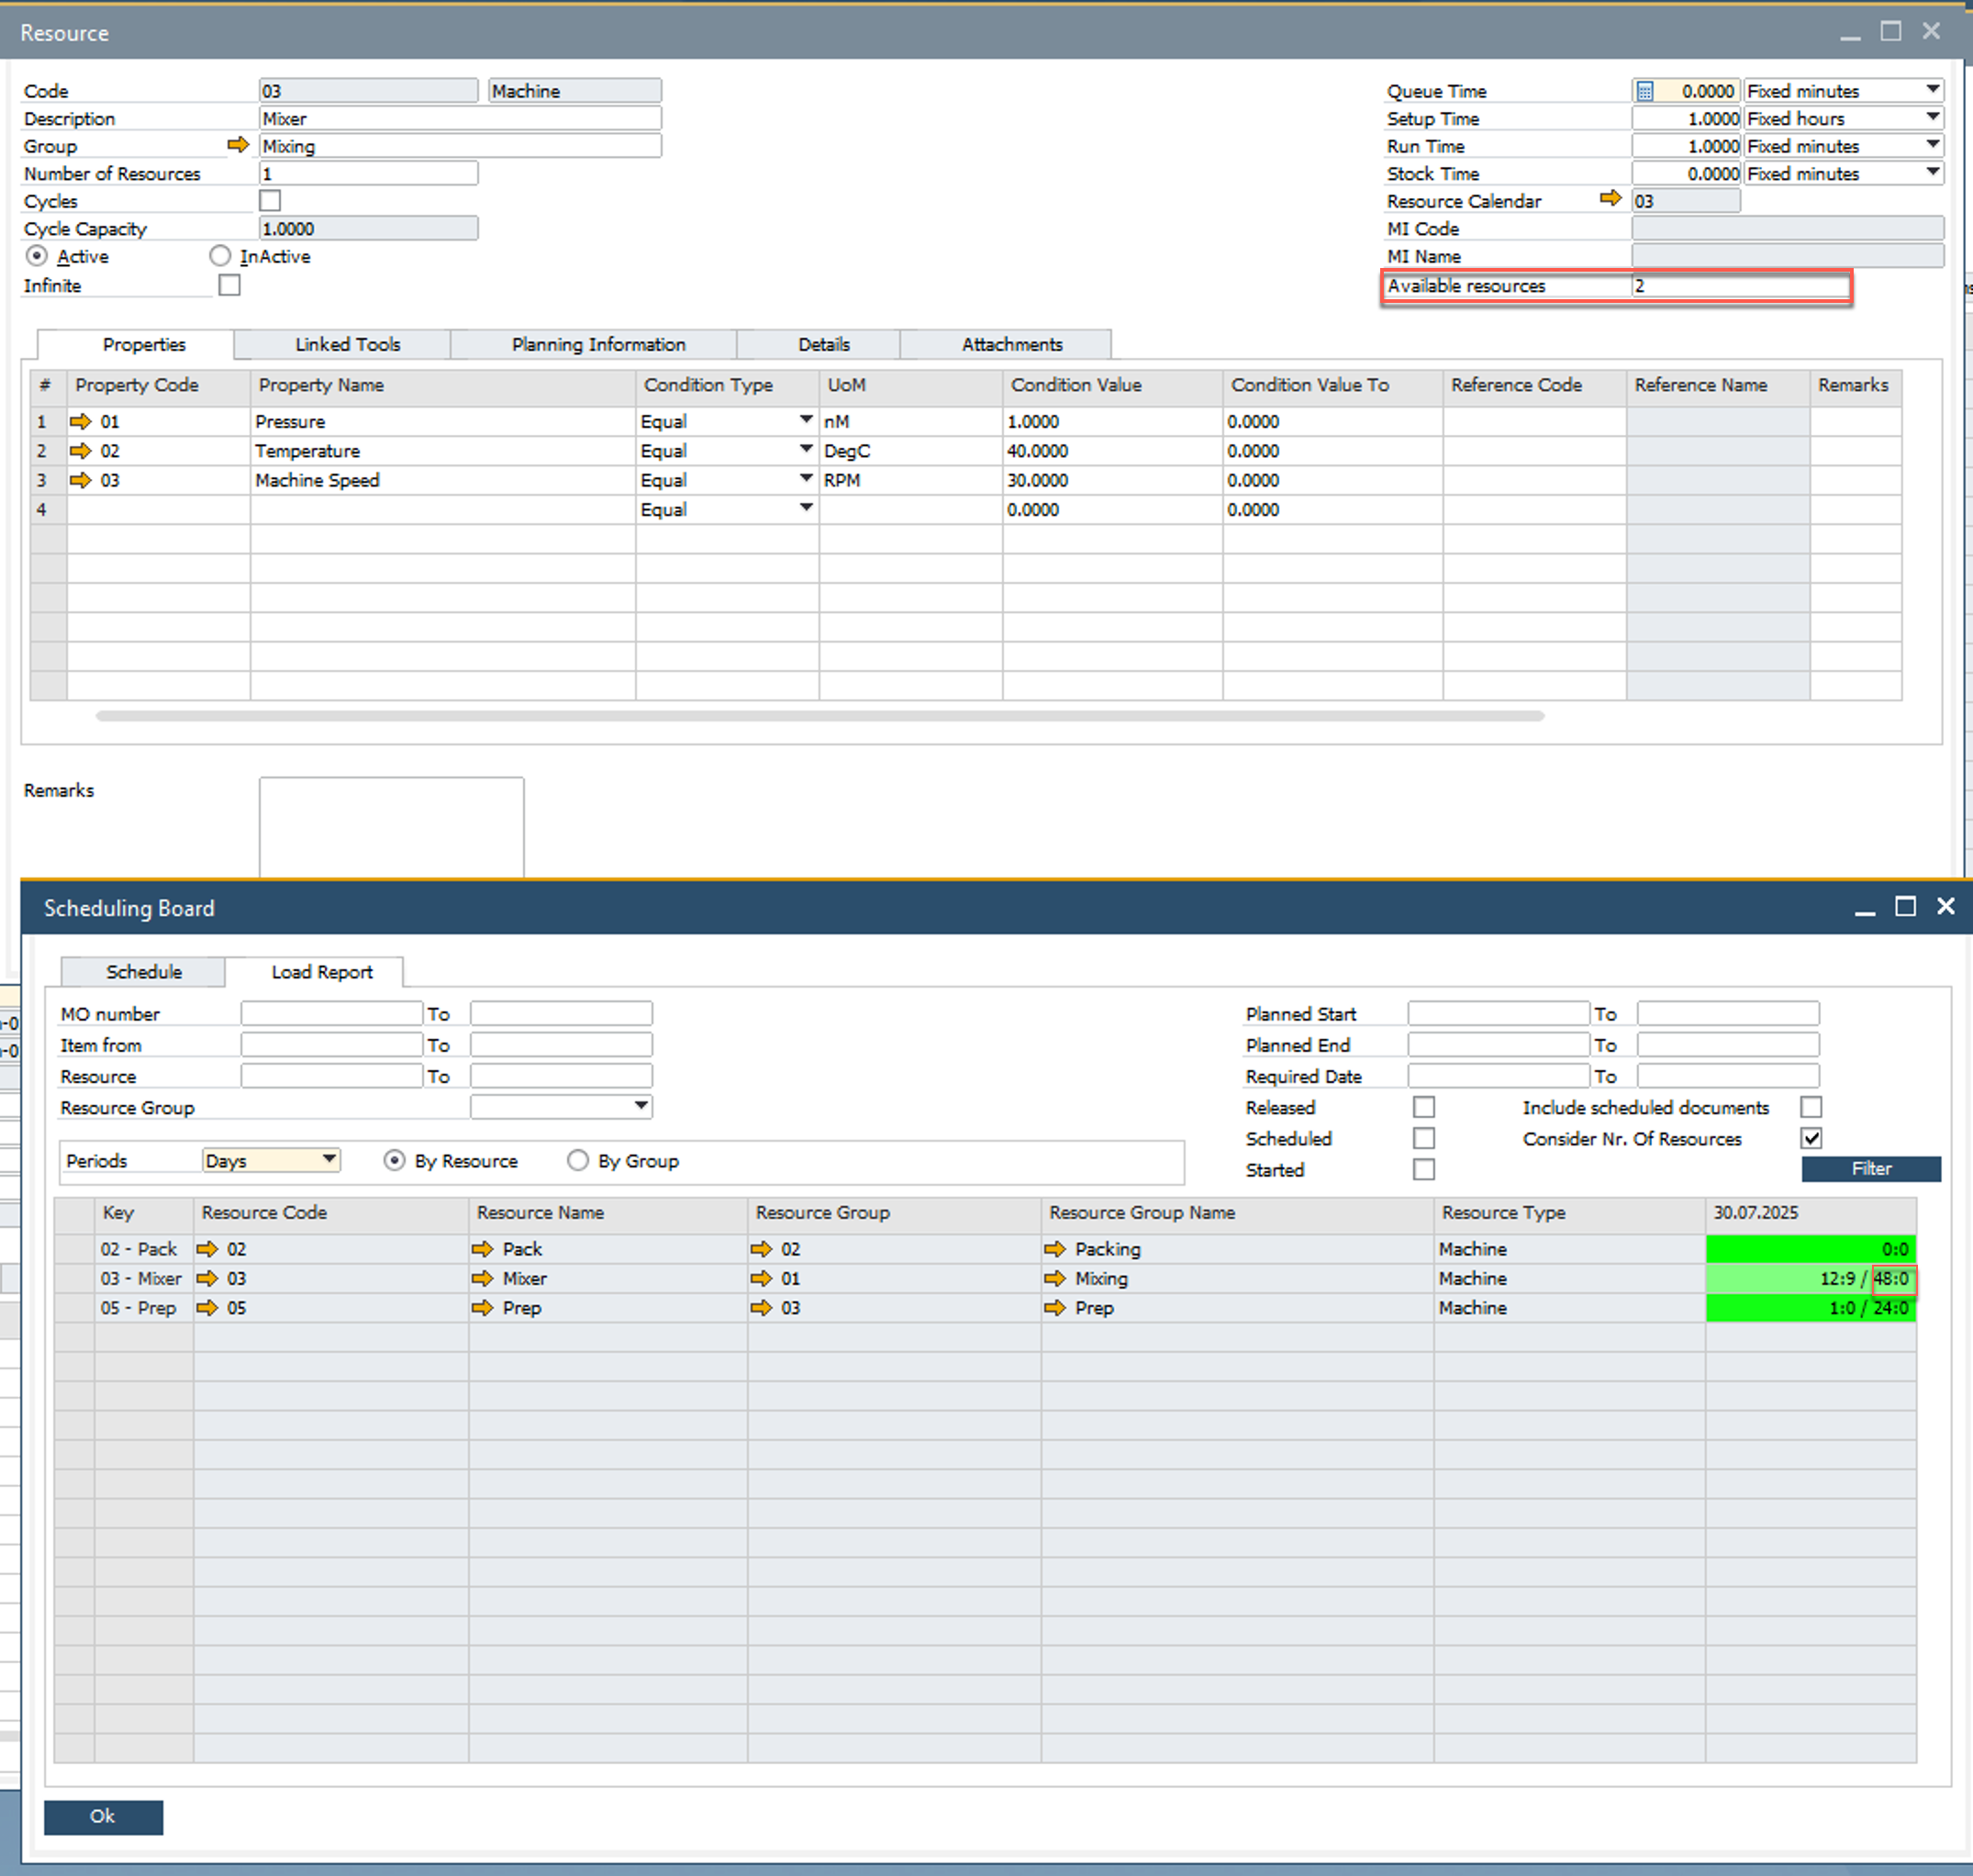 Resource
Code 03 Machine
Description Mixer
Group Mixing
Number of Resources 1
Cycles
Cycle Capacity 1.0000
Active InActive
Infinite
Queue Time 0.0000 Fixed minutes
Setup Time 1.0000 Fixed hours
Run Time 1.0000 Fixed minutes
Stock Time 0.0000 Fixed minutes
Resource Calendar 03
MI Code
MI Name
Available resources 2
Properties Linked Tools Planning Information Details Attachments
# Property Code Property Name Condition Type UoM Condition Value Condition Value To Reference Code Reference Name Remarks
1 01 Pressure Equal nM 1.0000 0.0000
2 02 Temperature Equal DegC 40.0000 0.0000
3 03 Machine Speed Equal RPM 30.0000 0.0000
4 Equal 0.0000 0.0000
Remarks
Scheduling Board
Schedule Load Report
MO number To
Item from To
Resource To
Resource Group
Planned Start To
Planned End To
Required Date To
Released Include scheduled documents
Scheduled Consider Nr. Of Resources
Started Filter
Periods Days By Resource By Group
Key Resource Code Resource Name Resource Group Resource Group Name Resource Type 30.07.2025
02 - Pack 02 Pack 02 Packing Machine 0:0
03 - Mixer 03 Mixer 01 Mixing Machine 12:9 / 48:0
05 - Prep 05 Prep 03 Prep Machine 1:0 / 24:0
Ok